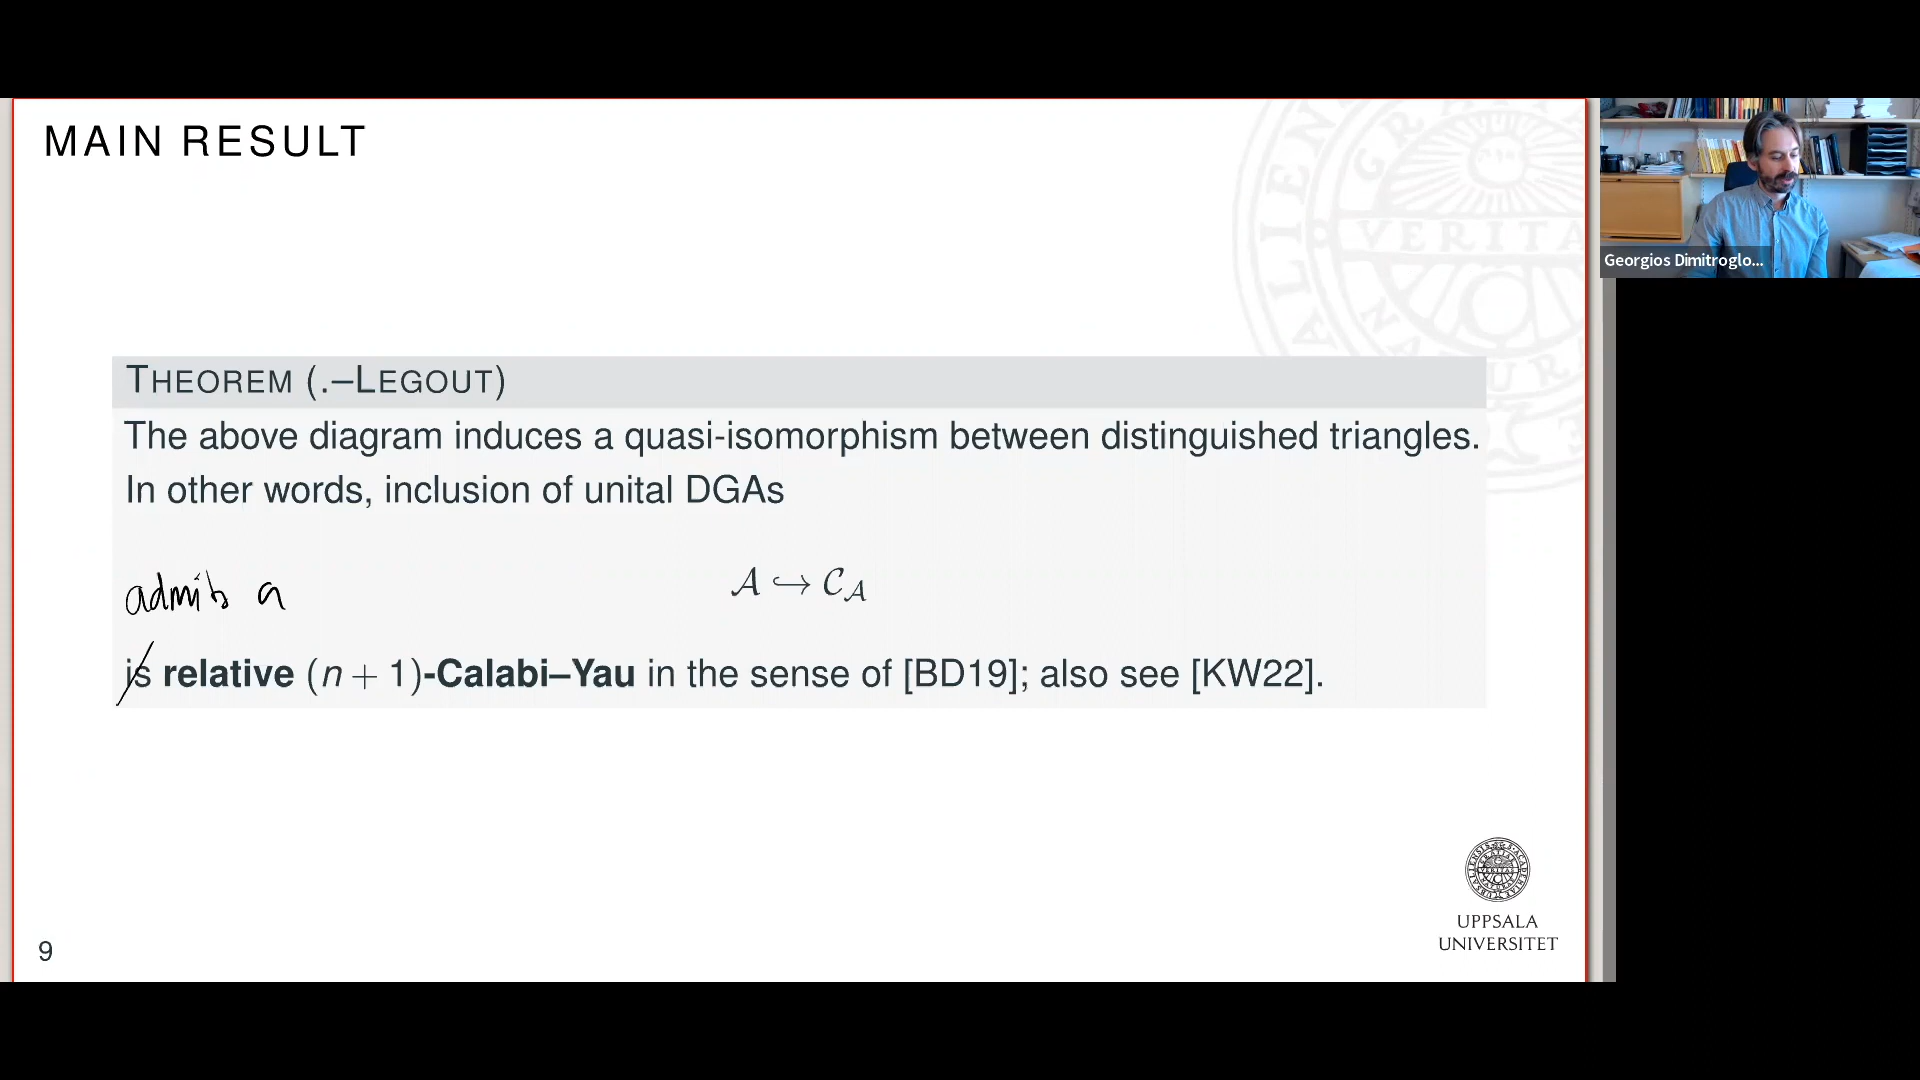 MAIN RESULT
THEOREM (.–LEGOUT)
The above diagram induces a quasi-isomorphism between distinguished triangles.
In other words, inclusion of unital DGAs
𝒜 ↪ 𝒞_𝒜
admits a
is relative (n + 1)-Calabi–Yau in the sense of [BD19]; also see [KW22].
9
UPPSALA
UNIVERSITET
VERITA
Georgios Dimitroglo...